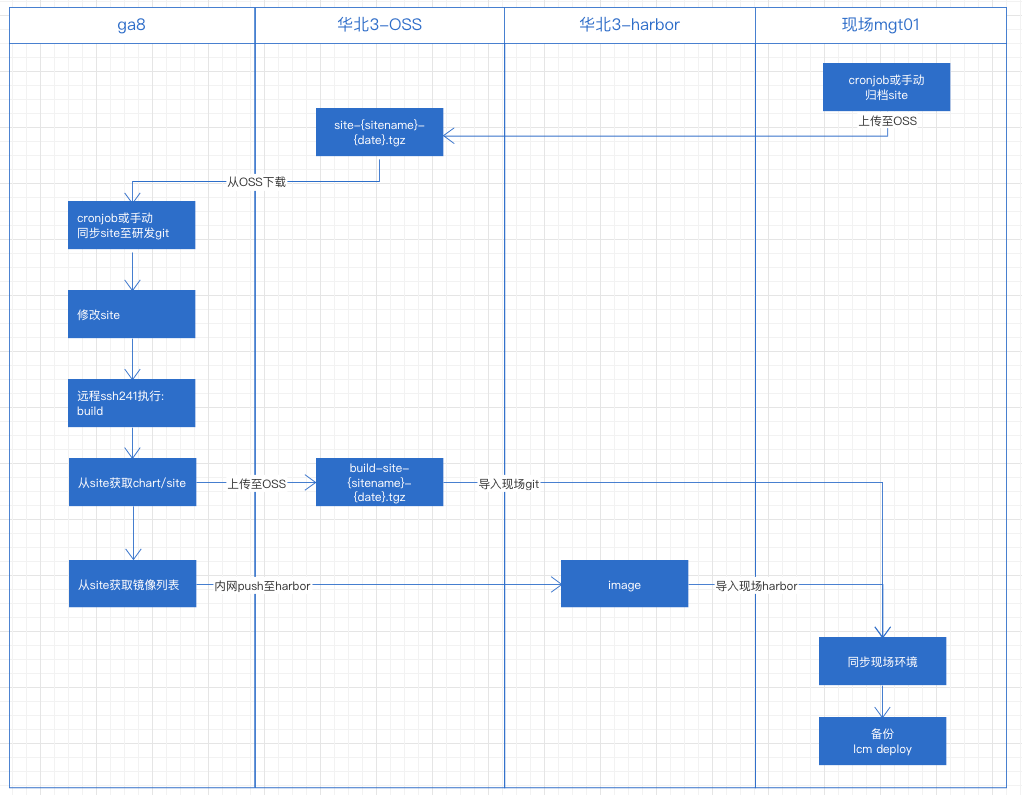 ga8
华北3-OSS
华北3-harbor
现场mgt01
cronjob或手动
归档site
上传至OSS
site-{sitename}-
{date}.tgz
从OSS下载
cronjob或手动
同步site至研发git
修改site
远程ssh241执行:
build
从site获取chart/site
上传至OSS
build-site-
{sitename}-
{date}.tgz
导入现场git
从site获取镜像列表
内网push至harbor
image
导入现场harbor
同步现场环境
备份
lcm deploy